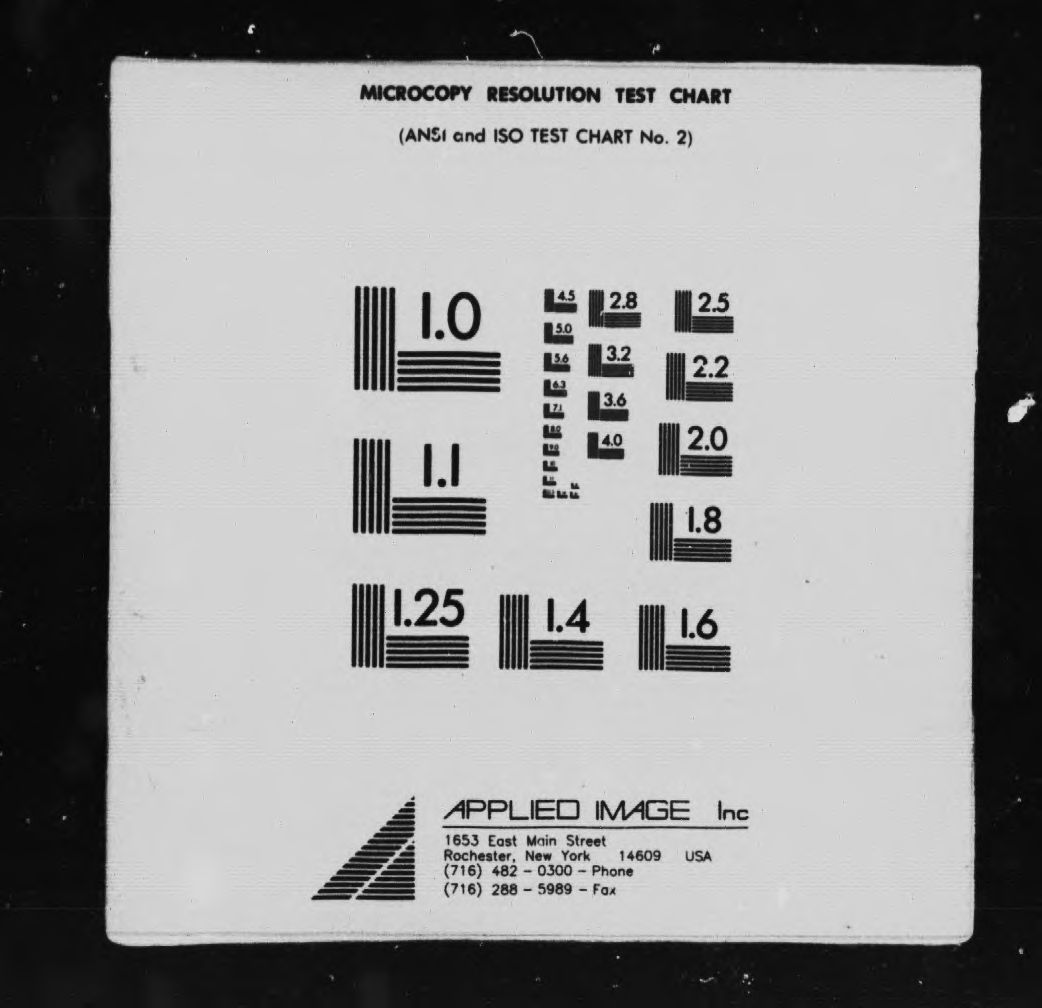 MICROCOPY RESOLUTION TEST CHART
(ANSI and ISO TEST CHART No. 2)
1.0
4.5 2.8 2.5
5.0
5.6 3.2 2.2
6.3
7.1 3.6
8.0
9.0 4.0 2.0
1.1
1.8
1.25 1.4 1.6
APPLIED IMAGE Inc
1653 East Main Street
Rochester, New York 14609 USA
(716) 482 - 0300 - Phone
(716) 288 - 5989 - Fax